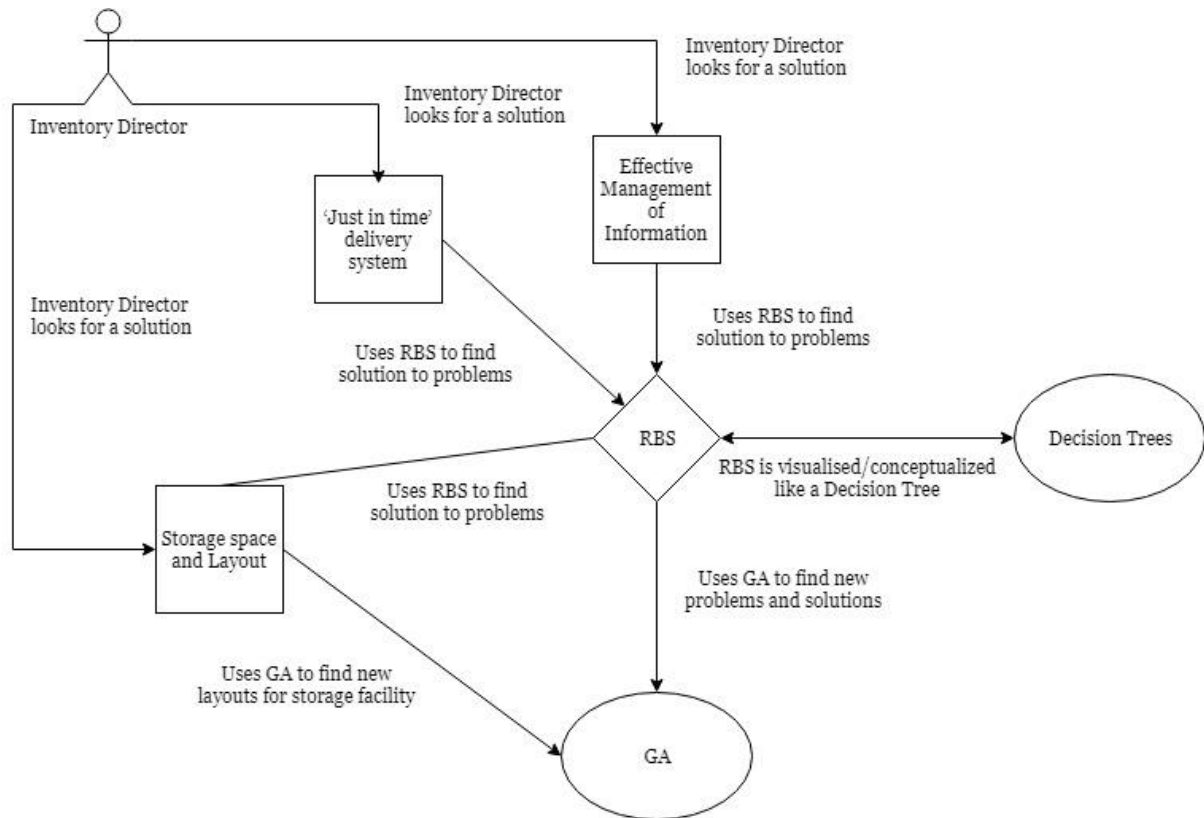 Inventory Director
looks for a solution
Inventory Director
looks for a solution
Inventory Director
Effective
Management
of
Information
‘Just in time’
delivery
system
Inventory Director
looks for a solution
Uses RBS to find
solution to problems
Uses RBS to find
solution to problems
RBS
Decision Trees
RBS is visualised/conceptualized
like a Decision Tree
Uses RBS to find
solution to problems
Storage space
and Layout
Uses GA to find new
problems and solutions
Uses GA to find new
layouts for storage facility
GA